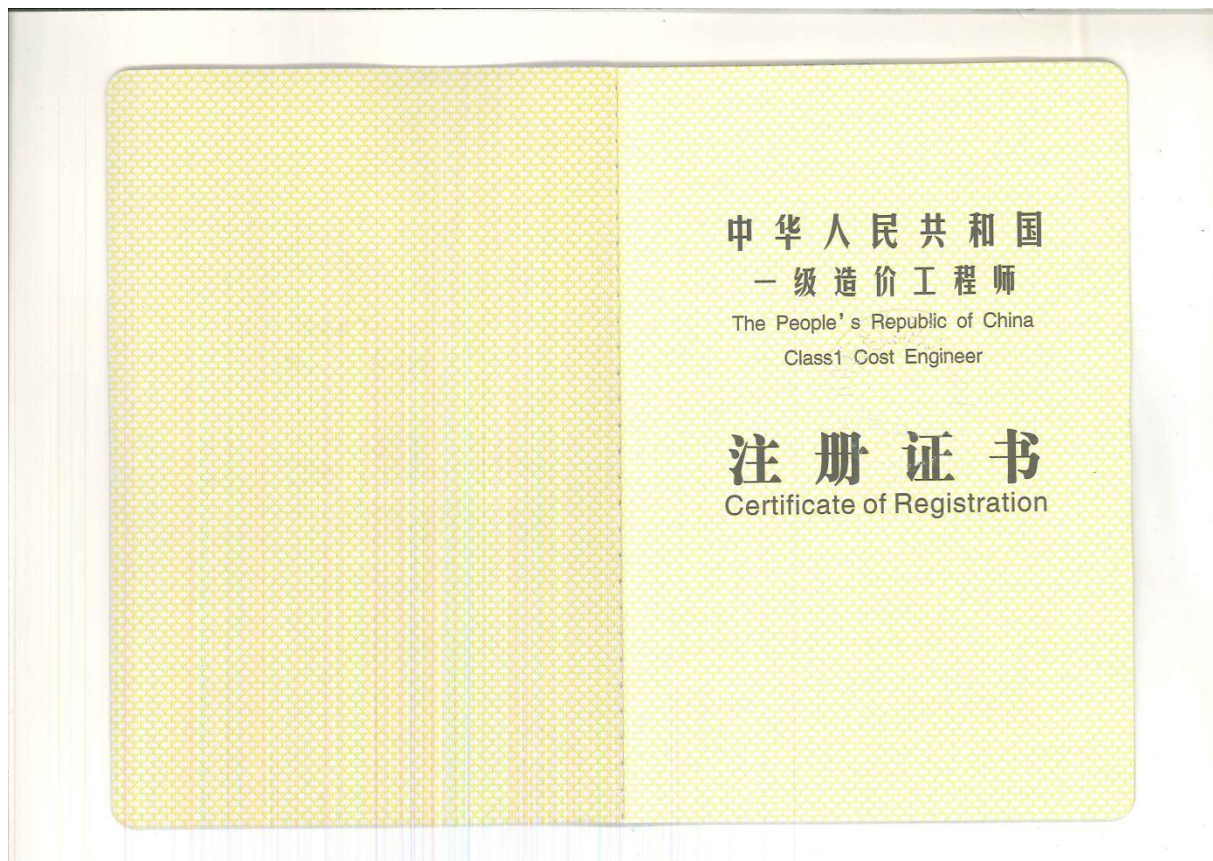 中华人民共和国
一级造价工程师
The People's Republic of China
Class1 Cost Engineer
注册证书
Certificate of Registration